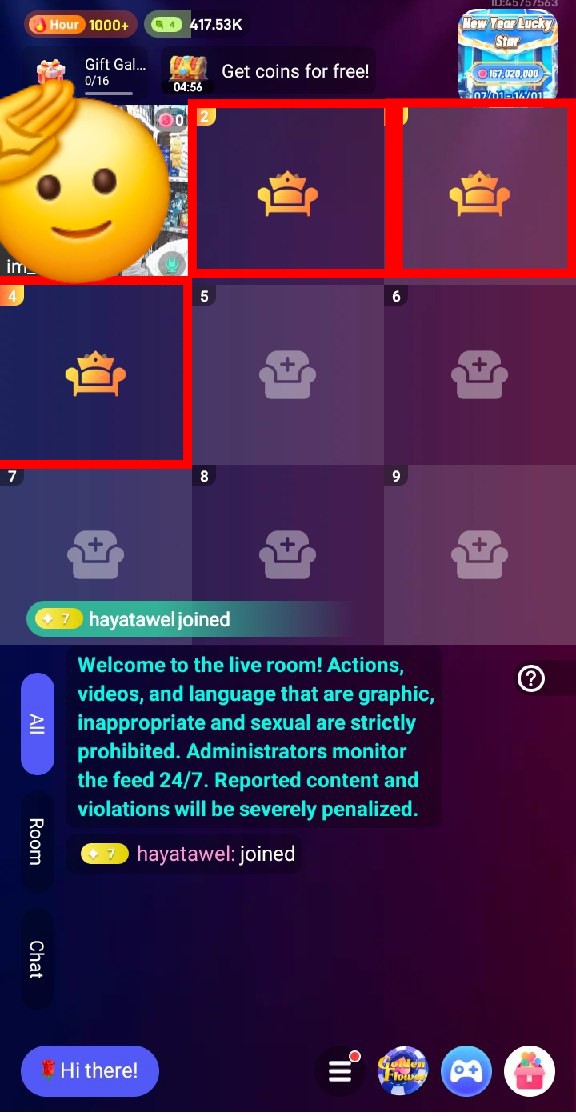 ID:45757563
Hour 1000+
4 417.53K
New Year Lucky
Star
167,020,000
07/01-14/01
Gift Gal...
0/16
04:56
Get coins for free!
0
im_
2
4
5
6
7
8
9
7 hayatawel joined
Welcome to the live room! Actions,
videos, and language that are graphic,
inappropriate and sexual are strictly
prohibited. Administrators monitor
the feed 24/7. Reported content and
violations will be severely penalized.
7 hayatawel: joined
All
Room
Chat
🌹Hi there!
Golden
Flower